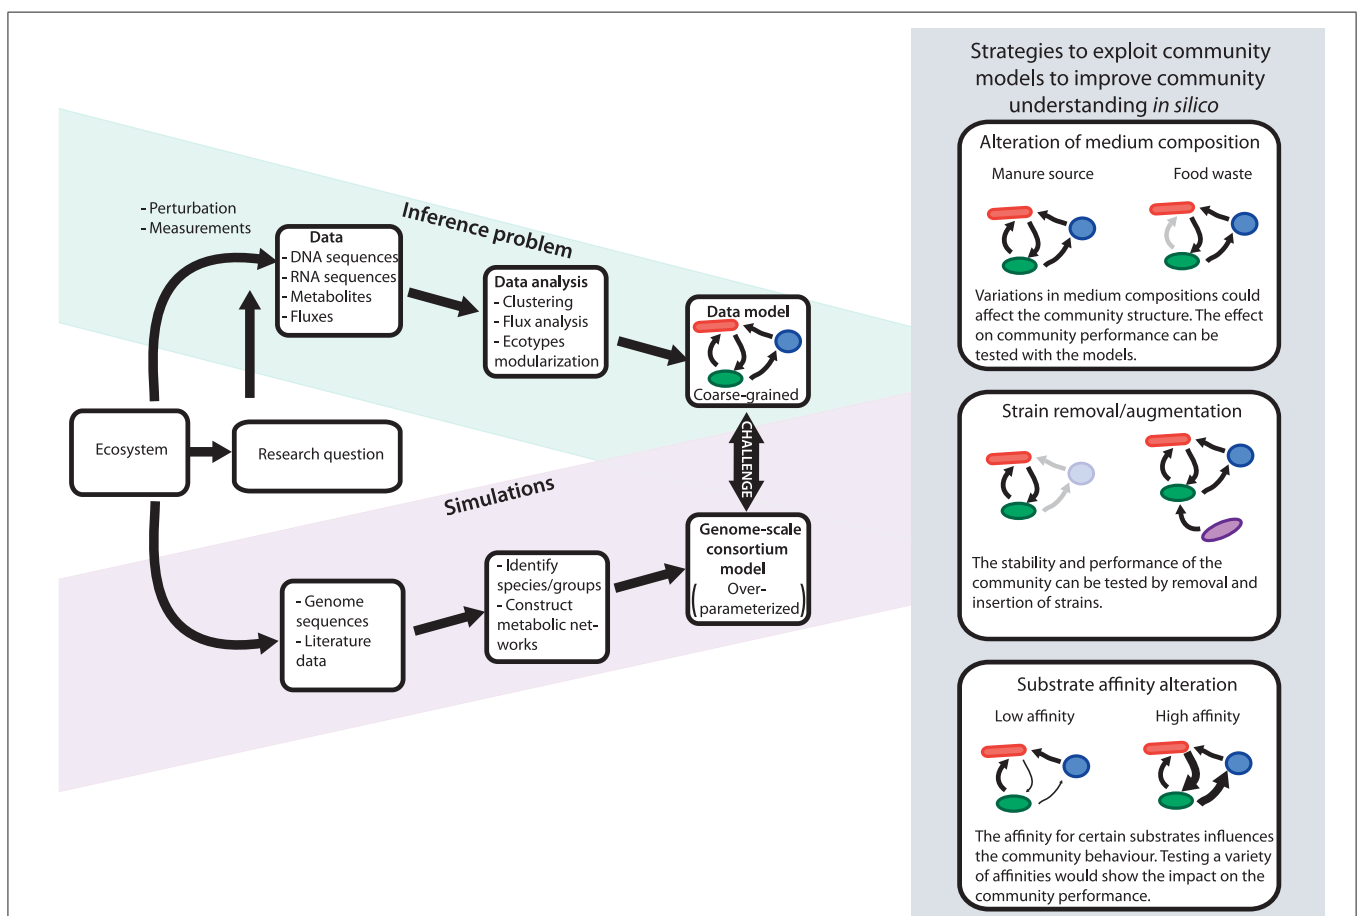 Strategies to exploit community
models to improve community
understanding in silico
Inference problem
- Perturbation
- Measurements
Data
- DNA sequences
- RNA sequences
- Metabolites
- Fluxes
Data analysis
- Clustering
- Flux analysis
- Ecotypes
modularization
Data model
Coarse-grained
Ecosystem
Research question
CHALLENGE
Simulations
- Genome
sequences
- Literature
data
- Identify
species/groups
- Construct
metabolic net-
works
Genome-scale
consortium
model
(Over-
parameterized)
Alteration of medium composition
Manure source
Food waste
Variations in medium compositions could
affect the community structure. The effect
on community performance can be
tested with the models.
Strain removal/augmentation
The stability and performance of the
community can be tested by removal and
insertion of strains.
Substrate affinity alteration
Low affinity
High affinity
The affinity for certain substrates influences
the community behaviour. Testing a variety
of affinities would show the impact on the
community performance.